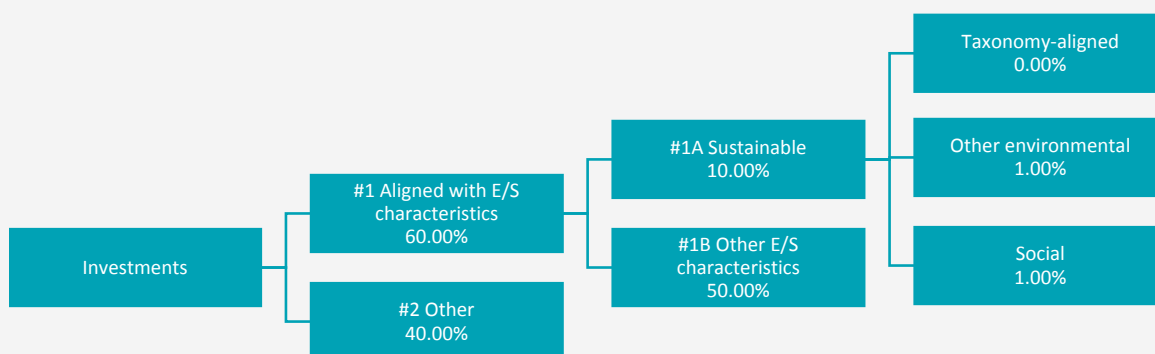 Investments
#1 Aligned with E/S
characteristics
60.00%
#2 Other
40.00%
#1A Sustainable
10.00%
#1B Other E/S
characteristics
50.00%
Taxonomy-aligned
0.00%
Other environmental
1.00%
Social
1.00%